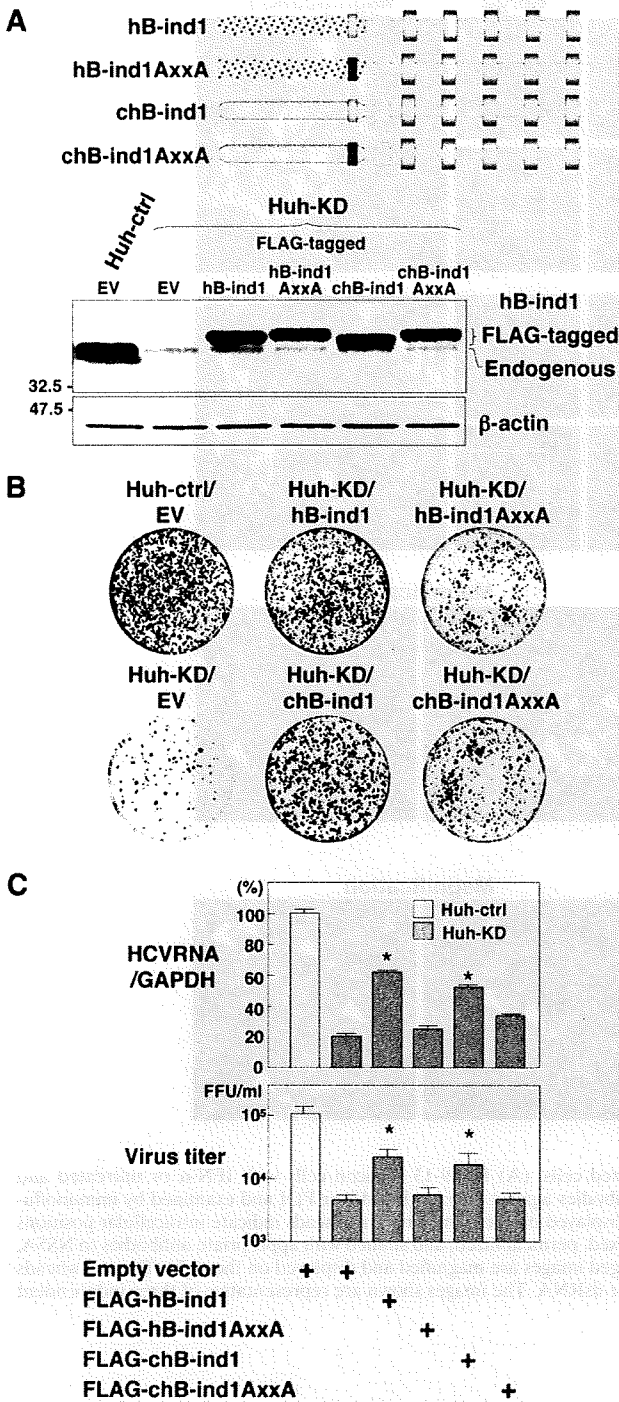 A
hB-ind1
hB-ind1AxxA
chB-ind1
chB-ind1AxxA
Huh-ctrl
Huh-KD
FLAG-tagged
EV EV hB-ind1 hB-ind1 AxxA chB-ind1 chB-ind1 AxxA
hB-ind1
FLAG-tagged
Endogenous
32.5
47.5
β-actin
B
Huh-ctrl/ EV
Huh-KD/ hB-ind1
Huh-KD/ hB-ind1AxxA
Huh-KD/ EV
Huh-KD/ chB-ind1
Huh-KD/ chB-ind1AxxA
C
(%)
100
80
60
40
20
0
HCVRNA
/GAPDH
Huh-ctrl
Huh-KD
* *
FFU/ml
10⁵
10⁴
10³
Virus titer
* *
Empty vector + +
FLAG-hB-ind1 +
FLAG-hB-ind1AxxA +
FLAG-chB-ind1 +
FLAG-chB-ind1AxxA +